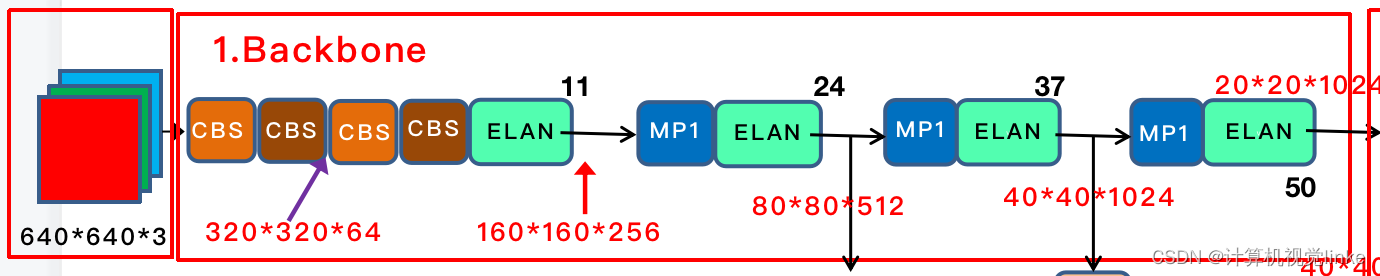 1.Backbone
11
24
37
20*20*1024
CBS
CBS
CBS
CBS
ELAN
MP1
ELAN
MP1
ELAN
MP1
ELAN
50
80*80*512
40*40*1024
640*640*3
320*320*64
160*160*256
CSDN @计算机视觉linke
40*40